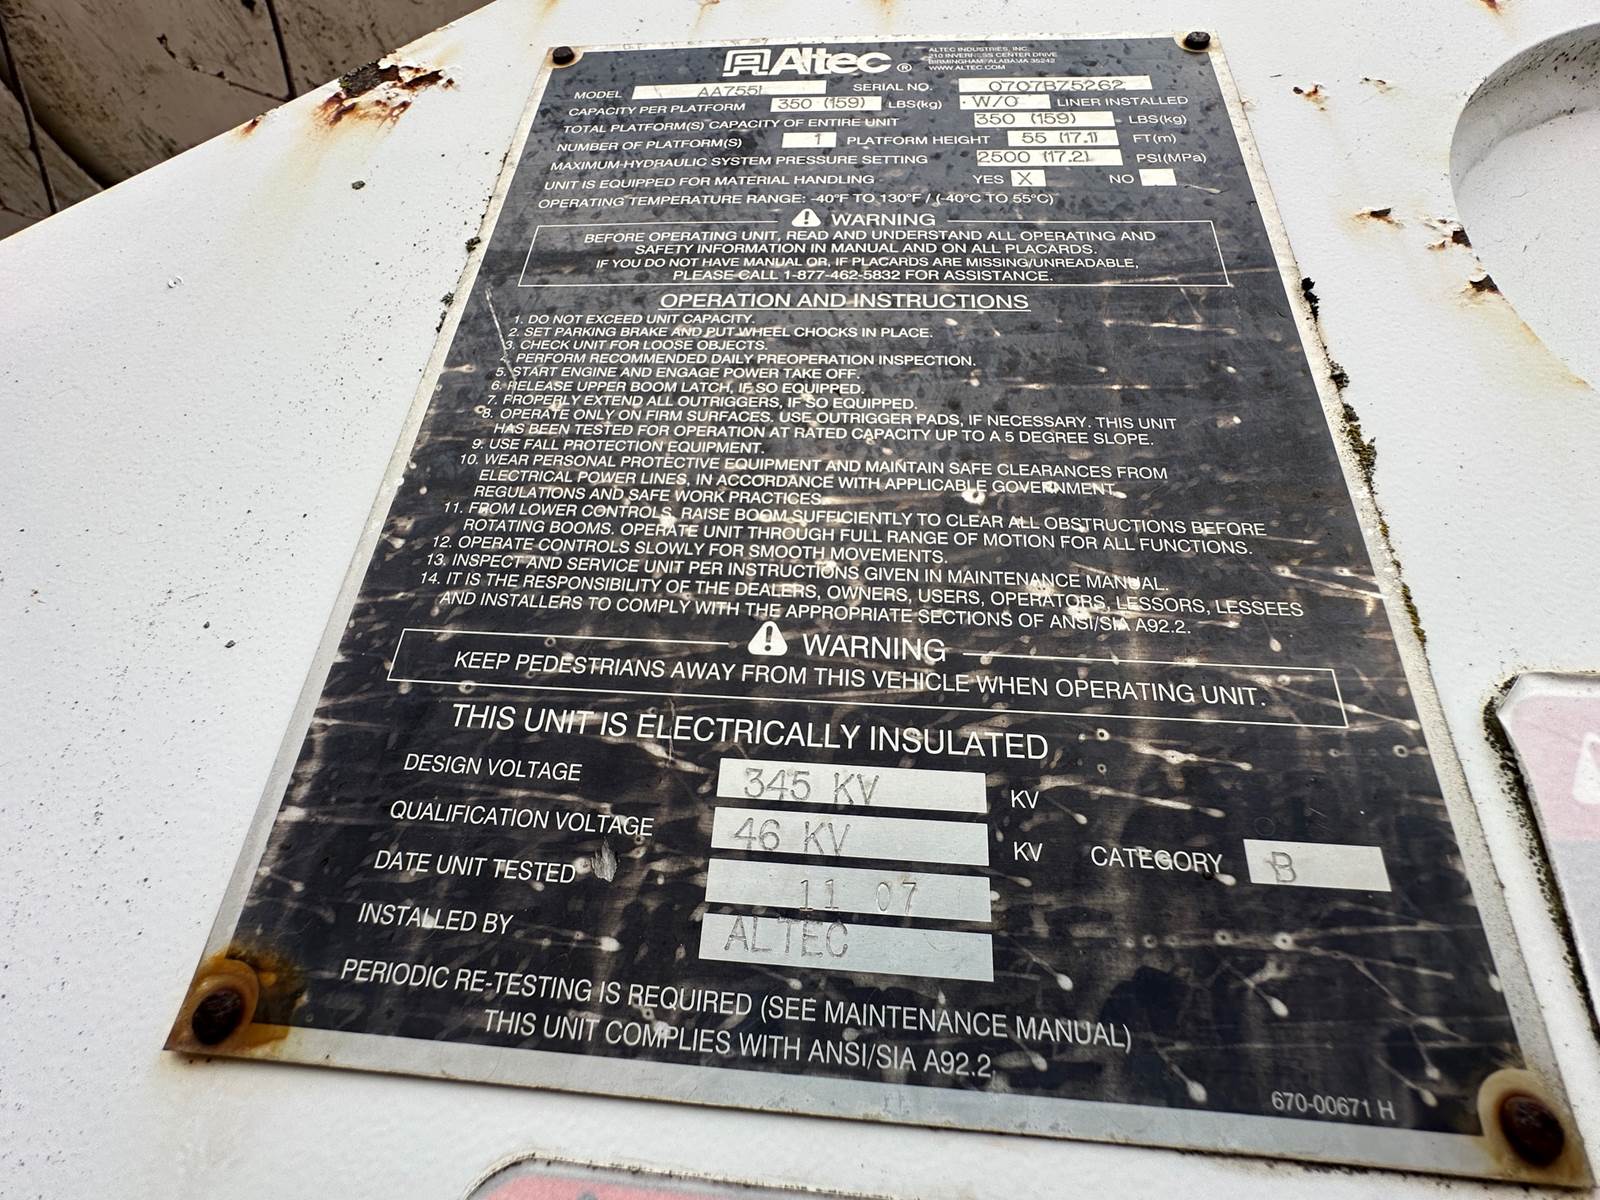 Altec ®
ALTEC INDUSTRIES, INC.
210 INVERNESS CENTER DRIVE
BIRMINGHAM, ALABAMA 35242
WWW.ALTEC.COM
MODEL AA755L SERIAL NO. 0707BZ5262
CAPACITY PER PLATFORM 350 (159) LBS(kg) W/O LINER INSTALLED
TOTAL PLATFORM(S) CAPACITY OF ENTIRE UNIT 350 (159) LBS(kg)
NUMBER OF PLATFORM(S) 1 PLATFORM HEIGHT 55 (17.1) FT(m)
MAXIMUM HYDRAULIC SYSTEM PRESSURE SETTING 2500 (17.2) PSI(MPa)
UNIT IS EQUIPPED FOR MATERIAL HANDLING YES X NO
OPERATING TEMPERATURE RANGE: -40°F TO 130°F / (-40°C TO 55°C)
WARNING
BEFORE OPERATING UNIT, READ AND UNDERSTAND ALL OPERATING AND
SAFETY INFORMATION IN MANUAL AND ON ALL PLACARDS.
IF YOU DO NOT HAVE MANUAL OR, IF PLACARDS ARE MISSING/UNREADABLE,
PLEASE CALL 1-877-462-5832 FOR ASSISTANCE.
OPERATION AND INSTRUCTIONS
1. DO NOT EXCEED UNIT CAPACITY.
2. SET PARKING BRAKE AND PUT WHEEL CHOCKS IN PLACE.
3. CHECK UNIT FOR LOOSE OBJECTS.
4. PERFORM RECOMMENDED DAILY PREOPERATION INSPECTION.
5. START ENGINE AND ENGAGE POWER TAKE OFF.
6. RELEASE UPPER BOOM LATCH, IF SO EQUIPPED.
7. PROPERLY EXTEND ALL OUTRIGGERS, IF SO EQUIPPED.
8. OPERATE ONLY ON FIRM SURFACES. USE OUTRIGGER PADS, IF NECESSARY. THIS UNIT
HAS BEEN TESTED FOR OPERATION AT RATED CAPACITY UP TO A 5 DEGREE SLOPE.
9. USE FALL PROTECTION EQUIPMENT.
10. WEAR PERSONAL PROTECTIVE EQUIPMENT AND MAINTAIN SAFE CLEARANCES FROM
ELECTRICAL POWER LINES, IN ACCORDANCE WITH APPLICABLE GOVERNMENT
REGULATIONS AND SAFE WORK PRACTICES.
11. FROM LOWER CONTROLS, RAISE BOOM SUFFICIENTLY TO CLEAR ALL OBSTRUCTIONS BEFORE
ROTATING BOOMS. OPERATE UNIT THROUGH FULL RANGE OF MOTION FOR ALL FUNCTIONS.
12. OPERATE CONTROLS SLOWLY FOR SMOOTH MOVEMENTS.
13. INSPECT AND SERVICE UNIT PER INSTRUCTIONS GIVEN IN MAINTENANCE MANUAL.
14. IT IS THE RESPONSIBILITY OF THE DEALERS, OWNERS, USERS, OPERATORS, LESSORS, LESSEES
AND INSTALLERS TO COMPLY WITH THE APPROPRIATE SECTIONS OF ANSI/SIA A92.2.
WARNING
KEEP PEDESTRIANS AWAY FROM THIS VEHICLE WHEN OPERATING UNIT.
THIS UNIT IS ELECTRICALLY INSULATED
DESIGN VOLTAGE 345 KV KV
QUALIFICATION VOLTAGE 46 KV KV CATEGORY B
DATE UNIT TESTED 11 07
INSTALLED BY ALTEC
PERIODIC RE-TESTING IS REQUIRED (SEE MAINTENANCE MANUAL)
THIS UNIT COMPLIES WITH ANSI/SIA A92.2
670-00671 H